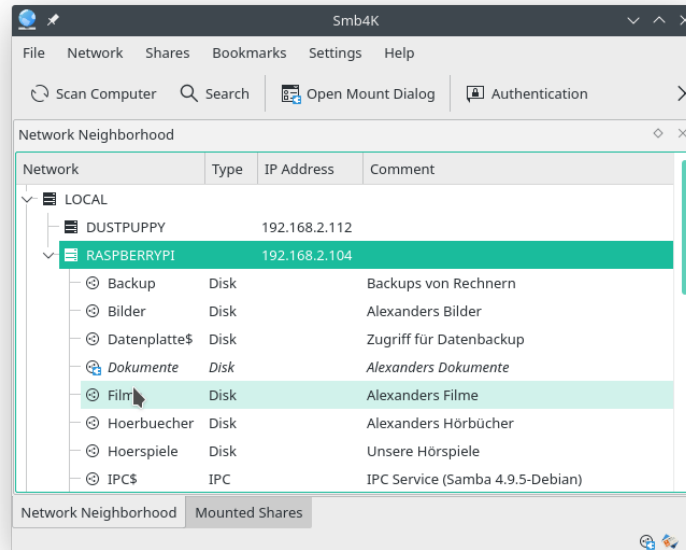 Smb4K
File Network Shares Bookmarks Settings Help
Scan Computer Search Open Mount Dialog Authentication
Network Neighborhood
Network Type IP Address Comment
LOCAL
DUSTPUPPY 192.168.2.112
RASPBERRYPI 192.168.2.104
Backup Disk Backups von Rechnern
Bilder Disk Alexanders Bilder
Datenplatte$ Disk Zugriff für Datenbackup
Dokumente Disk Alexanders Dokumente
Disk Alexanders Filme
Hoerbuecher Disk Alexanders Hörbücher
Hoerspiele Disk Unsere Hörspiele
IPC$ IPC IPC Service (Samba 4.9.5-Debian)
Network Neighborhood Mounted Shares